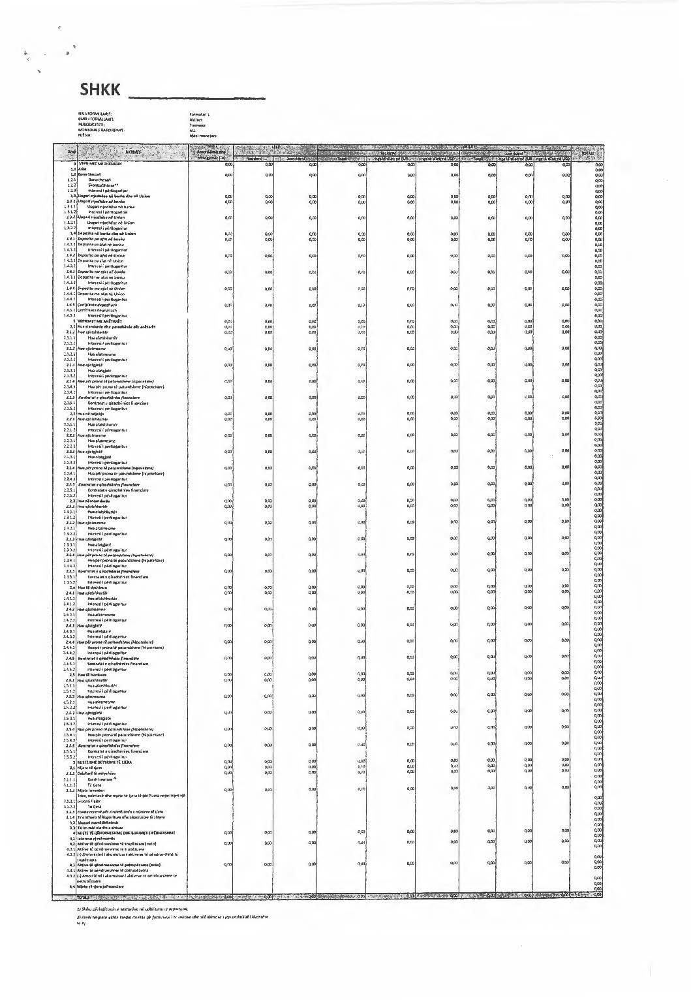 SHKK
NR. I FORMULARIT: Formulari 1
EMRI I FORMULARIT: Aktivet
PERIODICITETI: Tremujor
MONEDHA E RAPORTIMIT: ALL
NJËSIA: Njësi monetare
Kodi AKTIVET LEKË VALUTË TOTALI
1 VEPRIMET ME THESARIN 0,00 0,00 0,00 0,00 0,00 0,00 0,00 0,00 0,00 0,00
1,1 Arka 0,00
1,2 Bono thesari 0,00 0,00 0,00 0,00 0,00 0,00 0,00 0,00 0,00 0,00
1.2.1 Bono thesari 0,00
1.2.2 0,00
1.2.3 Interesi i përllogaritur 0,00
1,3 Llogari rrjedhëse në banka dhe në Union 0,00 0,00 0,00 0,00 0,00 0,00 0,00 0,00 0,00 0,00
1.3.1 Llogari rrjedhëse në banka 0,00 0,00 0,00 0,00 0,00 0,00 0,00 0,00 0,00 0,00
1.3.1.1 Llogari rrjedhëse në banka 0,00
1.3.1.2 Interesi i përllogaritur 0,00
1.3.2 Llogari rrjedhëse në Union 0,00 0,00 0,00 0,00 0,00 0,00 0,00 0,00 0,00 0,00
1.3.2.1 Llogari rrjedhëse në Union 0,00
1.3.2.2 Interesi i përllogaritur 0,00
1,4 Depozita në banka dhe në Union 0,00 0,00 0,00 0,00 0,00 0,00 0,00 0,00 0,00 0,00
1.4.1 Depozita pa afat në banka 0,00 0,00 0,00 0,00 0,00 0,00 0,00 0,00 0,00 0,00
1.4.1.1 Depozita pa afat në banka 0,00
1.4.1.2 Interesi i përllogaritur 0,00
1.4.2 Depozita pa afat në Union 0,00 0,00 0,00 0,00 0,00 0,00 0,00 0,00 0,00 0,00
1.4.2.1 Depozita pa afat në Union 0,00
1.4.2.2 Interesi i përllogaritur 0,00
1.4.3 Depozita me afat në banka 0,00 0,00 0,00 0,00 0,00 0,00 0,00 0,00 0,00 0,00
1.4.3.1 Depozita me afat në banka 0,00
1.4.3.2 Interesi i përllogaritur 0,00
1.4.4 Depozita me afat në Union 0,00 0,00 0,00 0,00 0,00 0,00 0,00 0,00 0,00 0,00
1.4.4.1 Depozita me afat në Union 0,00
1.4.4.2 Interesi i përllogaritur 0,00
1.4.5 Certifikata depozitash 0,00 0,00 0,00 0,00 0,00 0,00 0,00 0,00 0,00 0,00
1.4.5.1 Certifikata depozitash 0,00
1.4.5.2 Interesi i përllogaritur 0,00
2 VEPRIMET ME ANËTARËT 0,00 0,00 0,00 0,00 0,00 0,00 0,00 0,00 0,00 0,00
2,1 Hua standarde dhe paradhënie për anëtarët 0,00 0,00 0,00 0,00 0,00 0,00 0,00 0,00 0,00 0,00
2.1.1 Hua afatshkurtër 0,00 0,00 0,00 0,00 0,00 0,00 0,00 0,00 0,00 0,00
2.1.1.1 Hua afatshkurtër 0,00
Interesi i përllogaritur 0,00
2.1.2 Hua afatmesme 0,00 0,00 0,00 0,00 0,00 0,00 0,00 0,00 0,00 0,00
2.1.2.1 Hua afatmesme 0,00
2.1.2.2 Interesi i përllogaritur 0,00
2.1.3 Hua afatgjatë 0,00 0,00 0,00 0,00 0,00 0,00 0,00 0,00 0,00 0,00
2.1.3.1 Hua afatgjatë 0,00
2.1.3.2 Interesi i përllogaritur 0,00
2.1.4 Hua për prona të patundshme (hipotekare) 0,00 0,00 0,00 0,00 0,00 0,00 0,00 0,00 0,00 0,00
2.1.4.1 Hua për prona të patundshme (hipotekare) 0,00
2.1.4.2 Interesi i përllogaritur 0,00
2.1.5 Kontratat e qiradhënies financiare 0,00 0,00 0,00 0,00 0,00 0,00 0,00 0,00 0,00 0,00
2.1.5.1 Kontratat e qiradhënies financiare 0,00
2.1.5.2 Interesi i përllogaritur 0,00
2,2 Hua në ndjekje 0,00 0,00 0,00 0,00 0,00 0,00 0,00 0,00 0,00 0,00
2.2.1 Hua afatshkurtër 0,00 0,00 0,00 0,00 0,00 0,00 0,00 0,00 0,00 0,00
2.2.1.1 Hua afatshkurtër 0,00
2.2.1.2 Interesi i përllogaritur 0,00
2.2.2 Hua afatmesme 0,00 0,00 0,00 0,00 0,00 0,00 0,00 0,00 0,00 0,00
2.2.2.1 Hua afatmesme 0,00
2.2.2.2 Interesi i përllogaritur 0,00
2.2.3 Hua afatgjatë 0,00 0,00 0,00 0,00 0,00 0,00 0,00 0,00 0,00 0,00
2.2.3.1 Hua afatgjatë 0,00
2.2.3.2 Interesi i përllogaritur 0,00
2.2.4 Hua për prona të patundshme (hipotekare) 0,00 0,00 0,00 0,00 0,00 0,00 0,00 0,00 0,00 0,00
2.2.4.1 Hua për prona të patundshme (hipotekare) 0,00
2.2.4.2 Interesi i përllogaritur 0,00
2.2.5 Kontratat e qiradhënies financiare 0,00 0,00 0,00 0,00 0,00 0,00 0,00 0,00 0,00 0,00
2.2.5.1 Kontratat e qiradhënies financiare 0,00
2.2.5.2 Interesi i përllogaritur 0,00
2,3 Hua nënstandarde 0,00 0,00 0,00 0,00 0,00 0,00 0,00 0,00 0,00 0,00
2.3.1 Hua afatshkurtër 0,00 0,00 0,00 0,00 0,00 0,00 0,00 0,00 0,00 0,00
2.3.1.1 Hua afatshkurtër 0,00
2.3.1.2 Interesi i përllogaritur 0,00
2.3.2 Hua afatmesme 0,00 0,00 0,00 0,00 0,00 0,00 0,00 0,00 0,00 0,00
2.3.2.1 Hua afatmesme 0,00
2.3.2.2 Interesi i përllogaritur 0,00
2.3.3 Hua afatgjatë 0,00 0,00 0,00 0,00 0,00 0,00 0,00 0,00 0,00 0,00
2.3.3.1 Hua afatgjatë 0,00
2.3.3.2 Interesi i përllogaritur 0,00
2.3.4 Hua për prona të patundshme (hipotekare) 0,00 0,00 0,00 0,00 0,00 0,00 0,00 0,00 0,00 0,00
2.3.4.1 Hua për prona të patundshme (hipotekare) 0,00
2.3.4.2 Interesi i përllogaritur 0,00
2.3.5 Kontratat e qiradhënies financiare 0,00 0,00 0,00 0,00 0,00 0,00 0,00 0,00 0,00 0,00
2.3.5.1 Kontratat e qiradhënies financiare 0,00
2.3.5.2 Interesi i përllogaritur 0,00
2,4 Hua të dyshimta 0,00 0,00 0,00 0,00 0,00 0,00 0,00 0,00 0,00 0,00
2.4.1 Hua afatshkurtër 0,00 0,00 0,00 0,00 0,00 0,00 0,00 0,00 0,00 0,00
2.4.1.1 Hua afatshkurtër 0,00
2.4.1.2 Interesi i përllogaritur 0,00
2.4.2 Hua afatmesme 0,00 0,00 0,00 0,00 0,00 0,00 0,00 0,00 0,00 0,00
2.4.2.1 Hua afatmesme 0,00
2.4.2.2 Interesi i përllogaritur 0,00
2.4.3 Hua afatgjatë 0,00 0,00 0,00 0,00 0,00 0,00 0,00 0,00 0,00 0,00
2.4.3.1 Hua afatgjatë 0,00
2.4.3.2 Interesi i përllogaritur 0,00
2.4.4 Hua për prona të patundshme (hipotekare) 0,00 0,00 0,00 0,00 0,00 0,00 0,00 0,00 0,00 0,00
2.4.4.1 Hua për prona të patundshme (hipotekare) 0,00
2.4.4.2 Interesi i përllogaritur 0,00
2.4.5 Kontratat e qiradhënies financiare 0,00 0,00 0,00 0,00 0,00 0,00 0,00 0,00 0,00 0,00
2.4.5.1 Kontratat e qiradhënies financiare 0,00
2.4.5.2 Interesi i përllogaritur 0,00
2,5 Hua të humbura 0,00 0,00 0,00 0,00 0,00 0,00 0,00 0,00 0,00 0,00
2.5.1 Hua afatshkurtër 0,00 0,00 0,00 0,00 0,00 0,00 0,00 0,00 0,00 0,00
2.5.1.1 Hua afatshkurtër 0,00
2.5.1.2 Interesi i përllogaritur 0,00
2.5.2 Hua afatmesme 0,00 0,00 0,00 0,00 0,00 0,00 0,00 0,00 0,00 0,00
2.5.2.1 Hua afatmesme 0,00
2.5.2.2 Interesi i përllogaritur 0,00
2.5.3 Hua afatgjatë 0,00 0,00 0,00 0,00 0,00 0,00 0,00 0,00 0,00 0,00
2.5.3.1 Hua afatgjatë 0,00
2.5.3.2 Interesi i përllogaritur 0,00
2.5.4 Hua për prona të patundshme (hipotekare) 0,00 0,00 0,00 0,00 0,00 0,00 0,00 0,00 0,00 0,00
2.5.4.1 Hua për prona të patundshme (hipotekare) 0,00
2.5.4.2 Interesi i përllogaritur 0,00
2.5.5 Kontratat e qiradhënies financiare 0,00 0,00 0,00 0,00 0,00 0,00 0,00 0,00 0,00 0,00
2.5.5.1 Kontratat e qiradhënies financiare 0,00
2.5.5.2 Interesi i përllogaritur 0,00
3 MJETE DHE DETYRIME TË TJERA 0,00 0,00 0,00 0,00 0,00 0,00 0,00 0,00 0,00 0,00
3,1 Mjete të tjera 0,00 0,00 0,00 0,00 0,00 0,00 0,00 0,00 0,00 0,00
3.1.1 Debitorë të ndryshëm 0,00 0,00 0,00 0,00 0,00 0,00 0,00 0,00 0,00 0,00
3.1.1.1 Kredi tregtare 2) 0,00
3.1.1.2 Të tjera 0,00
3.1.2 Mjete inventari 0,00 0,00 0,00 0,00 0,00 0,00 0,00 0,00 0,00 0,00
Toka, ndërtesë dhe mjete të tjera të përfituara nëpërmjet një
3.1.2.1 procesi ligjor 0,00
3.1.2.2 Të tjera 0,00
3.1.4 Të ardhura të llogaritura dhe shpenzime të shtyra 0,00
3,2 Llogari marrëdhëniesh 0,00
3,3 Tatim mbi vlerën e shtuar 0,00
4 MJETE TË QËNDRUESHME DHE BURIMET E PËRHERSHME 0,00 0,00 0,00 0,00 0,00 0,00 0,00 0,00 0,00 0,00
4,1 Interesa pjesëmarrës 0,00
4,2 Aktive të qëndrueshme të trupëzuara (neto) 0,00 0,00 0,00 0,00 0,00 0,00 0,00 0,00 0,00 0,00
4.2.1 Aktive të qëndrueshme të trupëzuara
4.2.2 (-) Zhvlerësimi i akumuluar i aktiveve të qëndrueshme të
trupëzuara 0,00
4,3 Aktive të qëndrueshme të patrupëzuara (neto) 0,00 0,00 0,00 0,00 0,00 0,00 0,00 0,00 0,00 0,00
4.3.1 Aktive të qëndrueshme të patrupëzuara
4.3.2 (-) Amortizimi i akumuluar i aktiveve të qëndrueshme të
patrupëzuara 0,00
4,4 Mjete të tjera jofinanciare 0,00
TOTALI 0,00 0,00 0,00 0,00 0,00 0,00 0,00 0,00 0,00 0,00
1) Shiko përkufizimin e sektorëve në udhëzimin e raportimit.
2) Kredi tregtare është kredia direkte që furnizuesi i të mirave dhe shërbimeve i jep drejtpërdrejt klientëve
të tij.